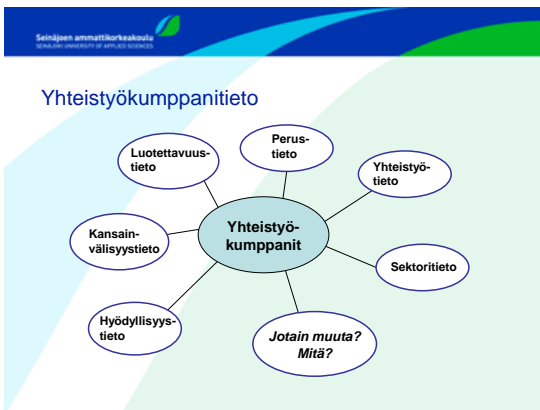 Seinäjoen ammattikorkeakoulu
SEINÄJOKI UNIVERSITY OF APPLIED SCIENCES
Yhteistyökumppanitieto
Perus-
tieto
Luotettavuus-
tieto
Yhteistyö-
tieto
Kansain-
välisyystieto
Yhteistyö-
kumppanit
Sektoritieto
Hyödyllisyys-
tieto
Jotain muuta?
Mitä?